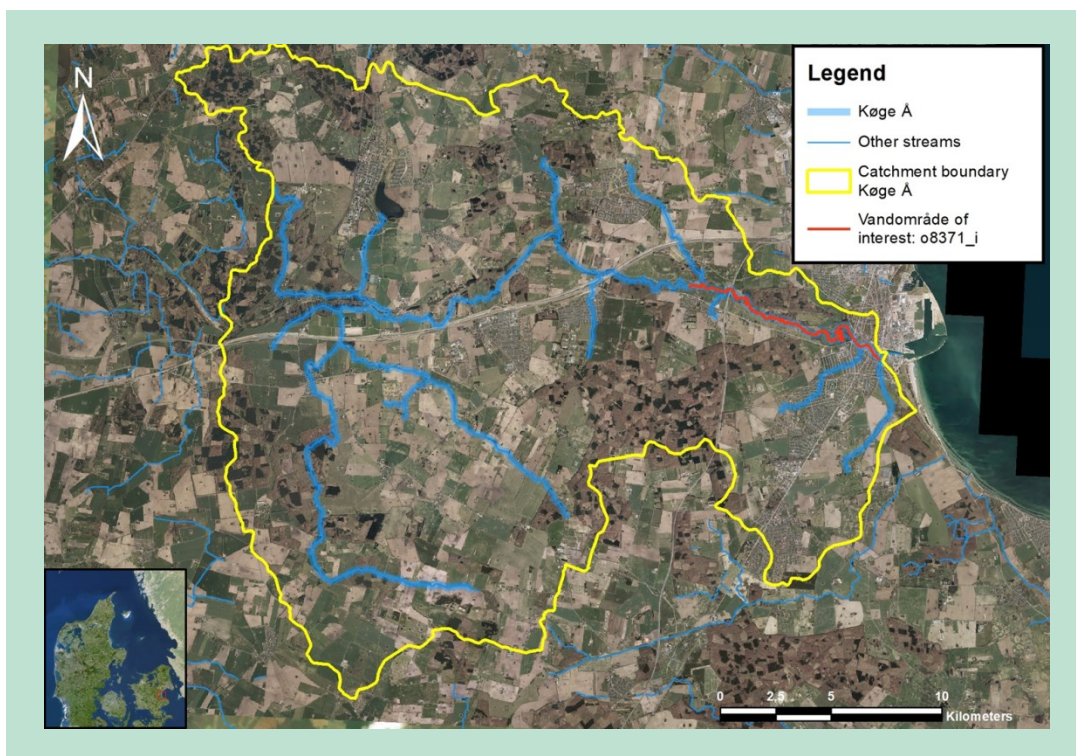 N
Legend
Køge Å
Other streams
Catchment boundary
Køge Å
Vandområde of
interest: o8371_i
0 2,5 5 10
Kilometers